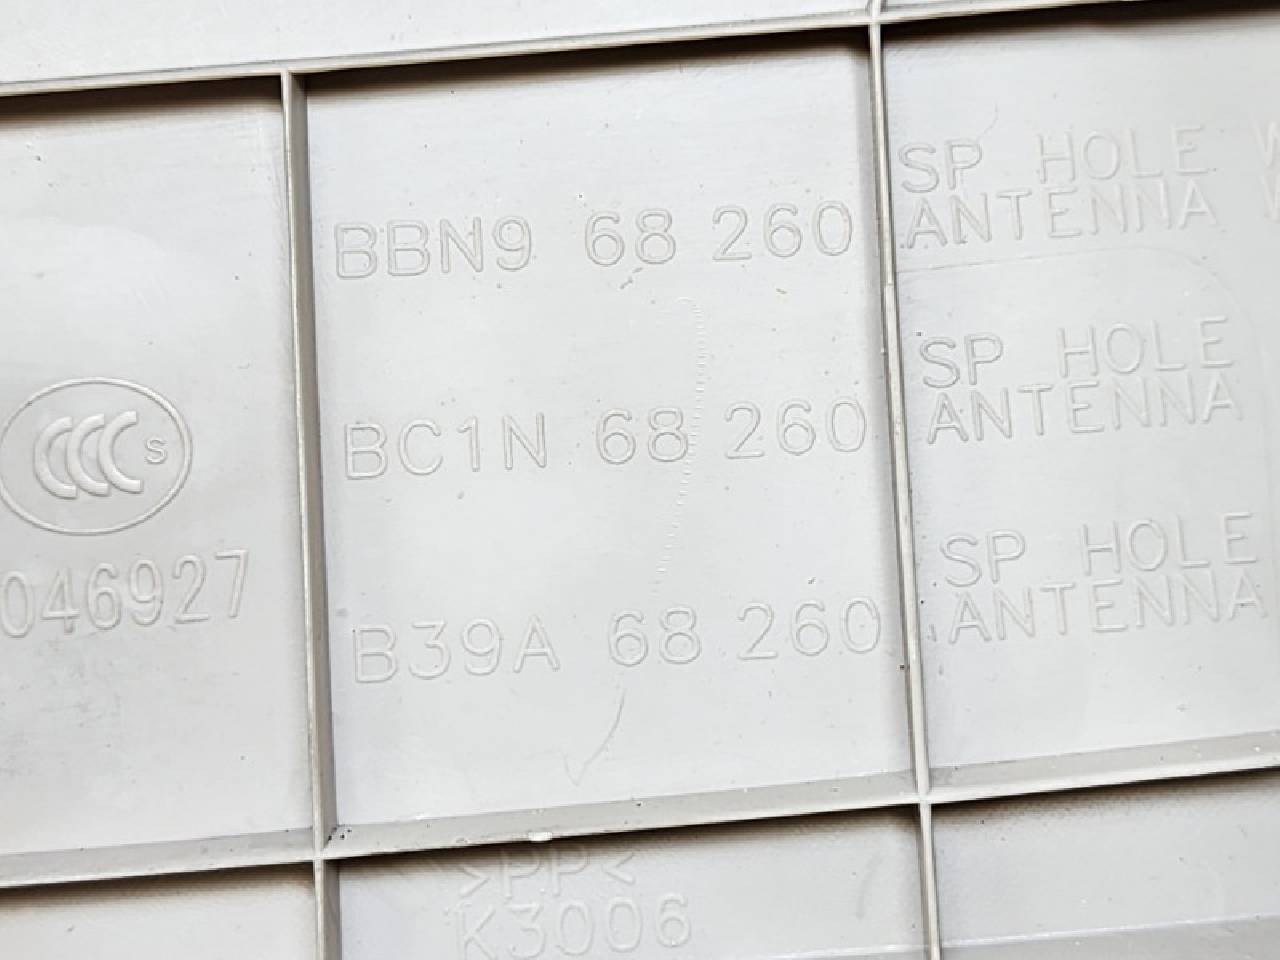 BBN9 68 260
SP HOLE W
ANTENNA W
BC1N 68 260
SP HOLE
ANTENNA
CCC S
046927
B39A 68 260
SP HOLE
ANTENNA
>PP<
K3006